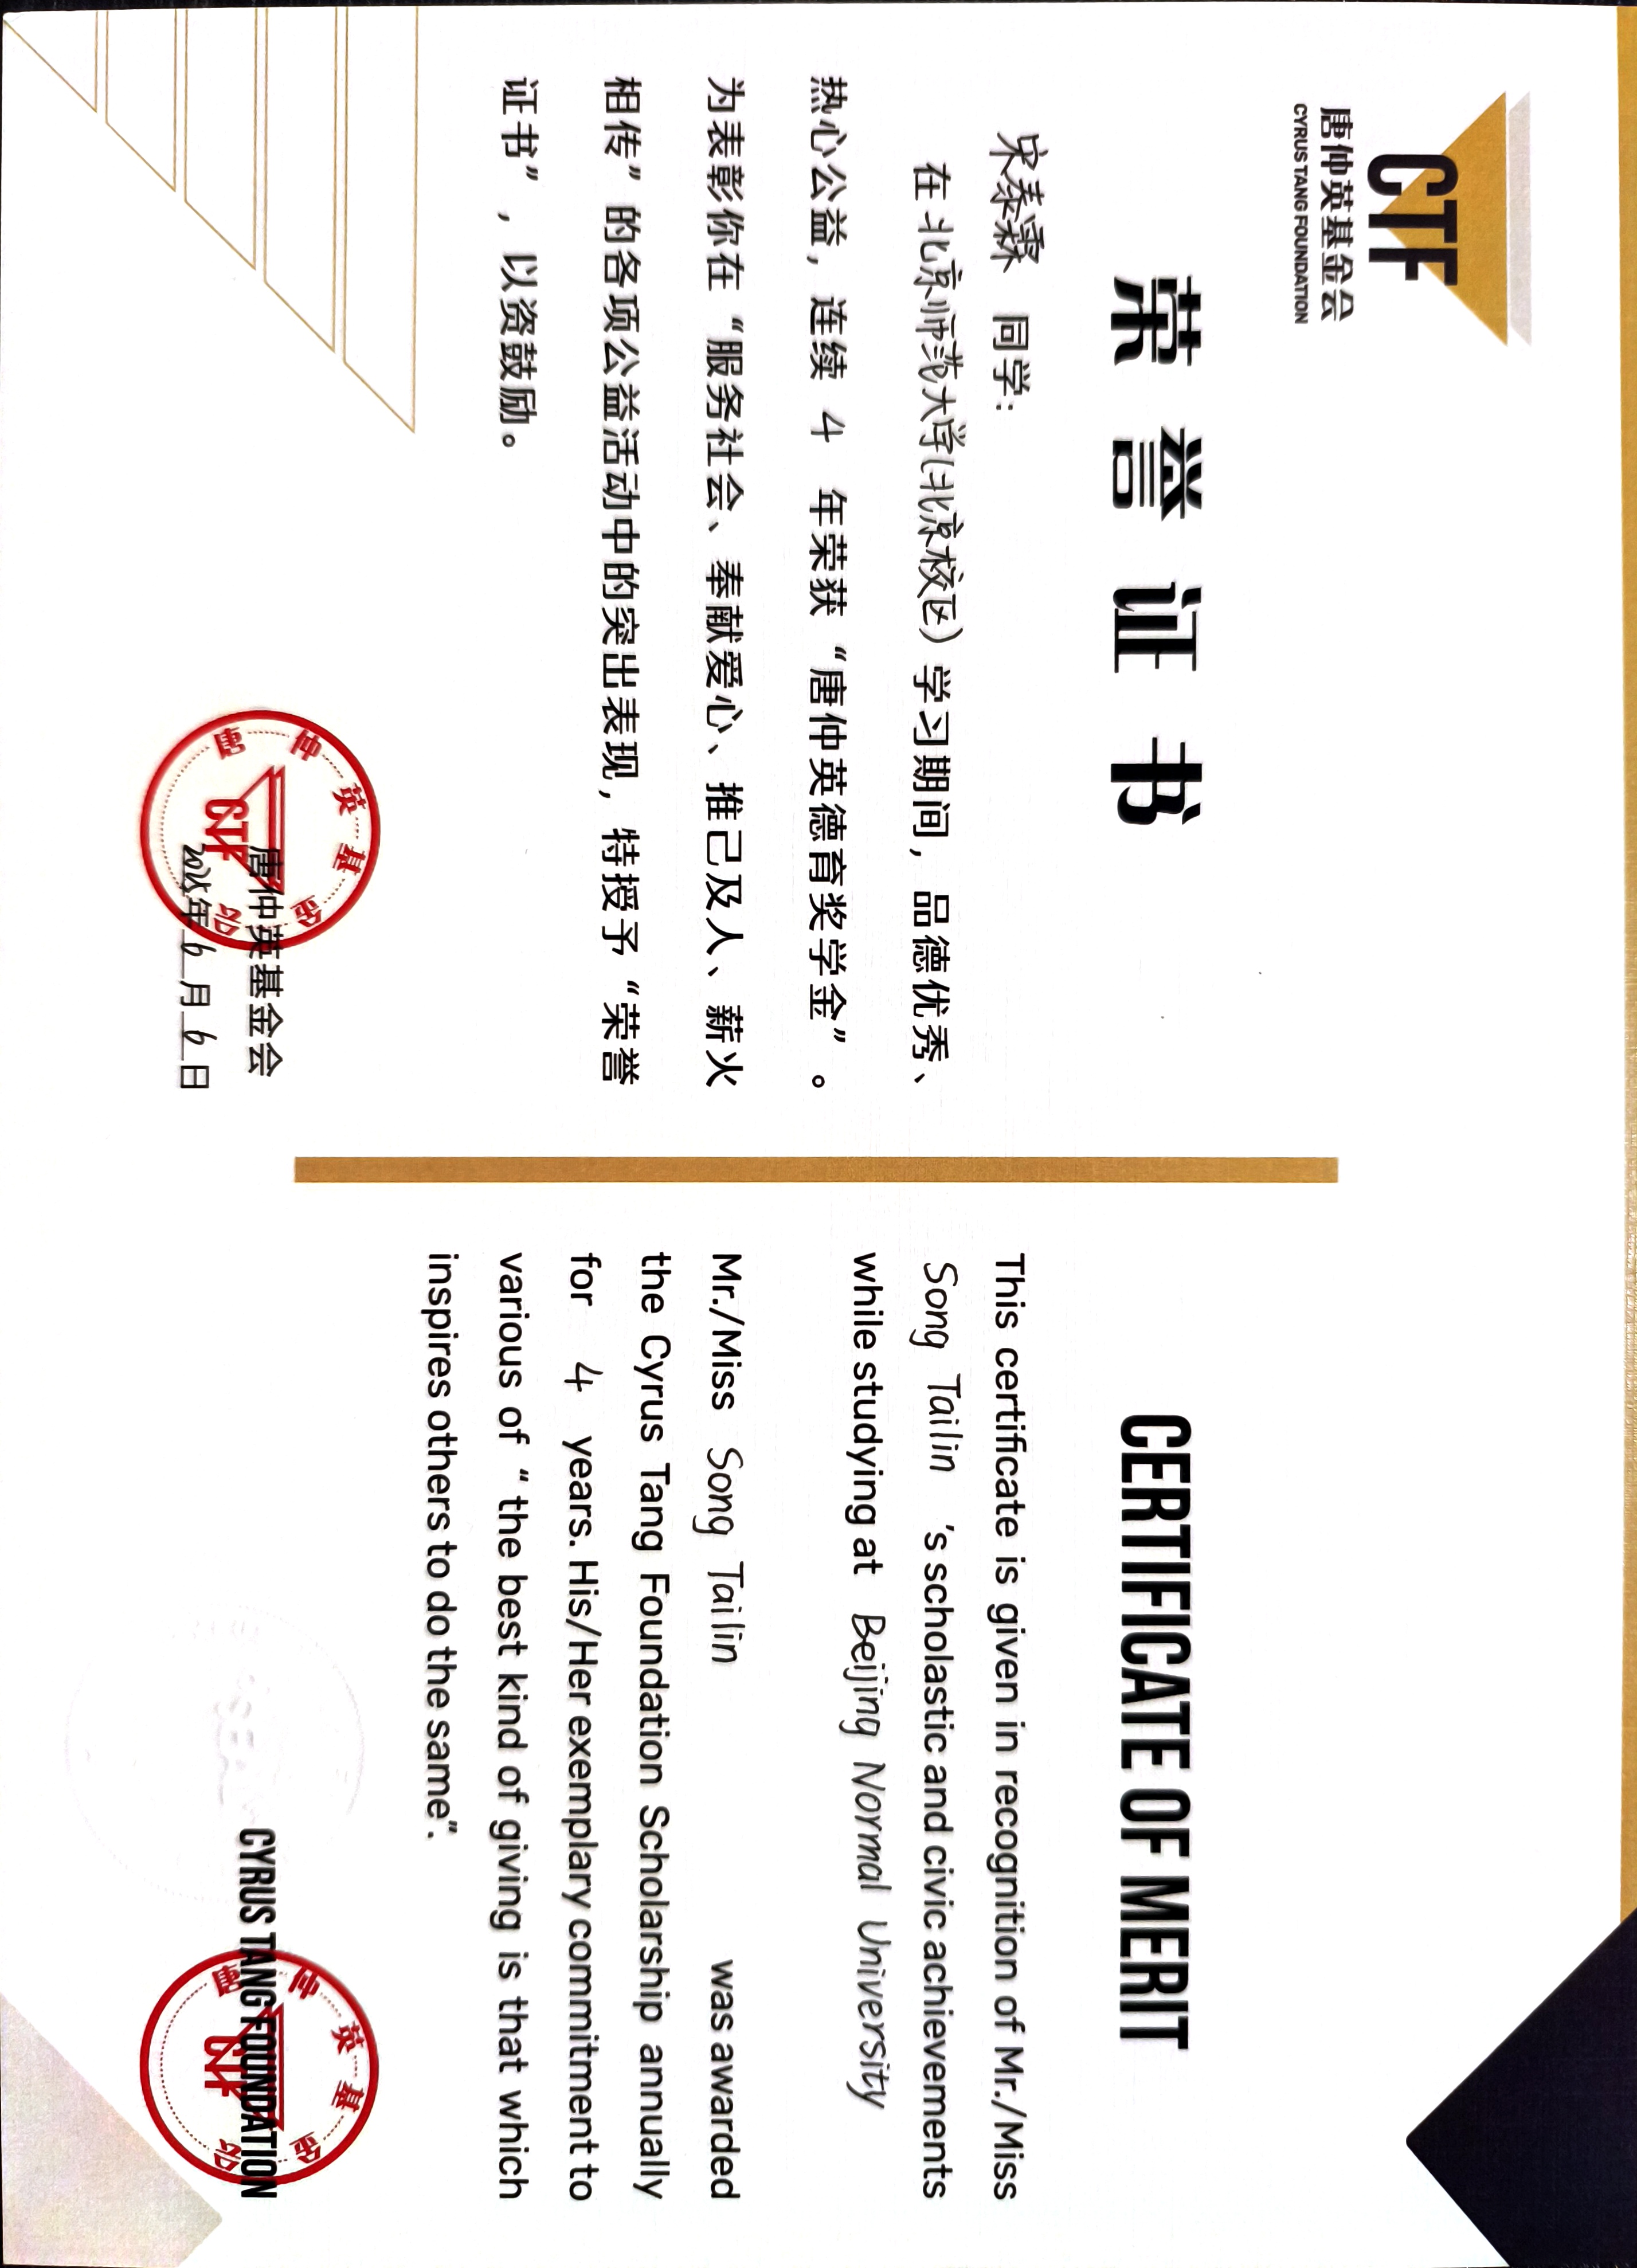 CTF
唐仲英基金会
CYRUS TANG FOUNDATION
荣誉证书
宋泰霖 同学:
在 北京师范大学(北京校区) 学习期间，品德优秀、
热心公益，连续 4 年荣获“唐仲英德育奖学金”。
为表彰你在“服务社会、奉献爱心、推己及人、薪火
相传”的各项公益活动中的突出表现，特授予“荣誉
证书”，以资鼓励。
唐仲英基金会
CTF
唐仲英基金会
2025年 6 月 6 日
CERTIFICATE OF MERIT
This certificate is given in recognition of Mr./Miss
Song Tailin 's scholastic and civic achievements
while studying at Beijing Normal University
Mr./Miss Song Tailin was awarded
the Cyrus Tang Foundation Scholarship annually
for 4 years. His/Her exemplary commitment to
various of “ the best kind of giving is that which
inspires others to do the same”.
唐仲英基金会
CTF
CYRUS TANG FOUNDATION